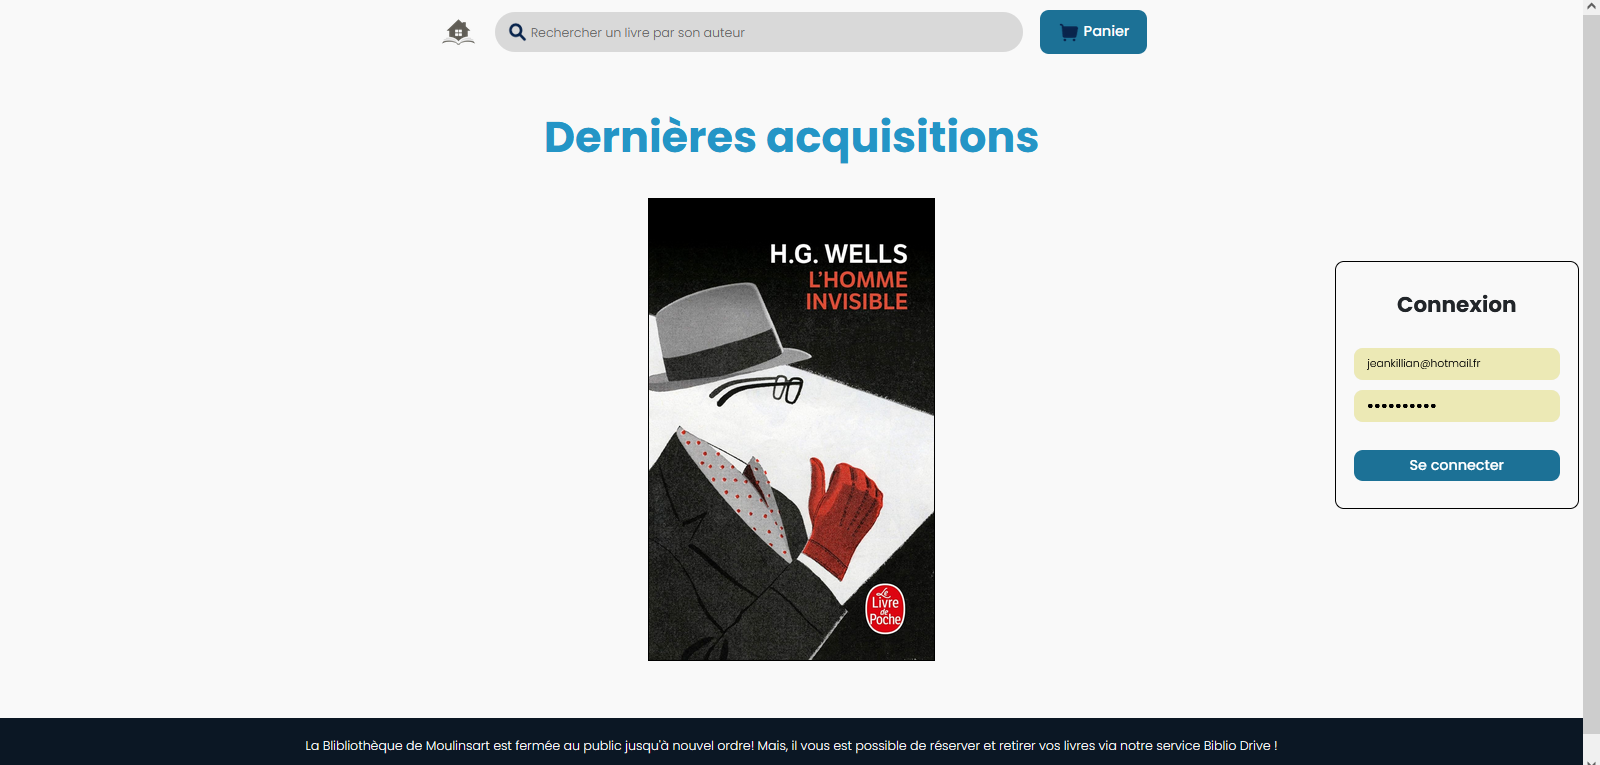 Rechercher un livre par son auteur
Panier
Dernières acquisitions
H.G. WELLS
L'HOMME
INVISIBLE
Le
Livre
de
Poche
Connexion
jeankillian@hotmail.fr
••••••••••
Se connecter
La Blibliothèque de Moulinsart est fermée au public jusqu'à nouvel ordre! Mais, il vous est possible de réserver et retirer vos livres via notre service Biblio Drive !